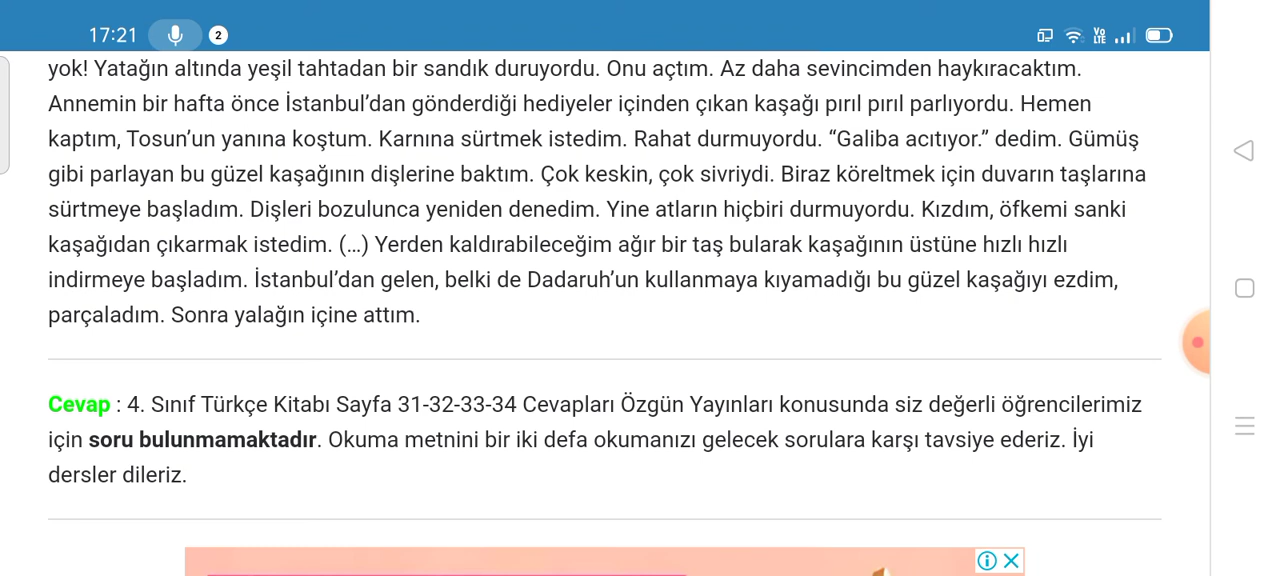 17:21
2
Vo
LTE
yok! Yatağın altında yeşil tahtadan bir sandık duruyordu. Onu açtım. Az daha sevincimden haykıracaktım.
Annemin bir hafta önce İstanbul’dan gönderdiği hediyeler içinden çıkan kaşağı pırıl pırıl parlıyordu. Hemen
kaptım, Tosun’un yanına koştum. Karnına sürtmek istedim. Rahat durmuyordu. “Galiba acıtıyor.” dedim. Gümüş
gibi parlayan bu güzel kaşağının dişlerine baktım. Çok keskin, çok sivriydi. Biraz köreltmek için duvarın taşlarına
sürtmeye başladım. Dişleri bozulunca yeniden denedim. Yine atların hiçbiri durmuyordu. Kızdım, öfkemi sanki
kaşağıdan çıkarmak istedim. (…) Yerden kaldırabileceğim ağır bir taş bularak kaşağının üstüne hızlı hızlı
indirmeye başladım. İstanbul’dan gelen, belki de Dadaruh’un kullanmaya kıyamadığı bu güzel kaşağıyı ezdim,
parçaladım. Sonra yalağın içine attım.
Cevap : 4. Sınıf Türkçe Kitabı Sayfa 31-32-33-34 Cevapları Özgün Yayınları konusunda siz değerli öğrencilerimiz
için soru bulunmamaktadır. Okuma metnini bir iki defa okumanızı gelecek sorulara karşı tavsiye ederiz. İyi
dersler dileriz.